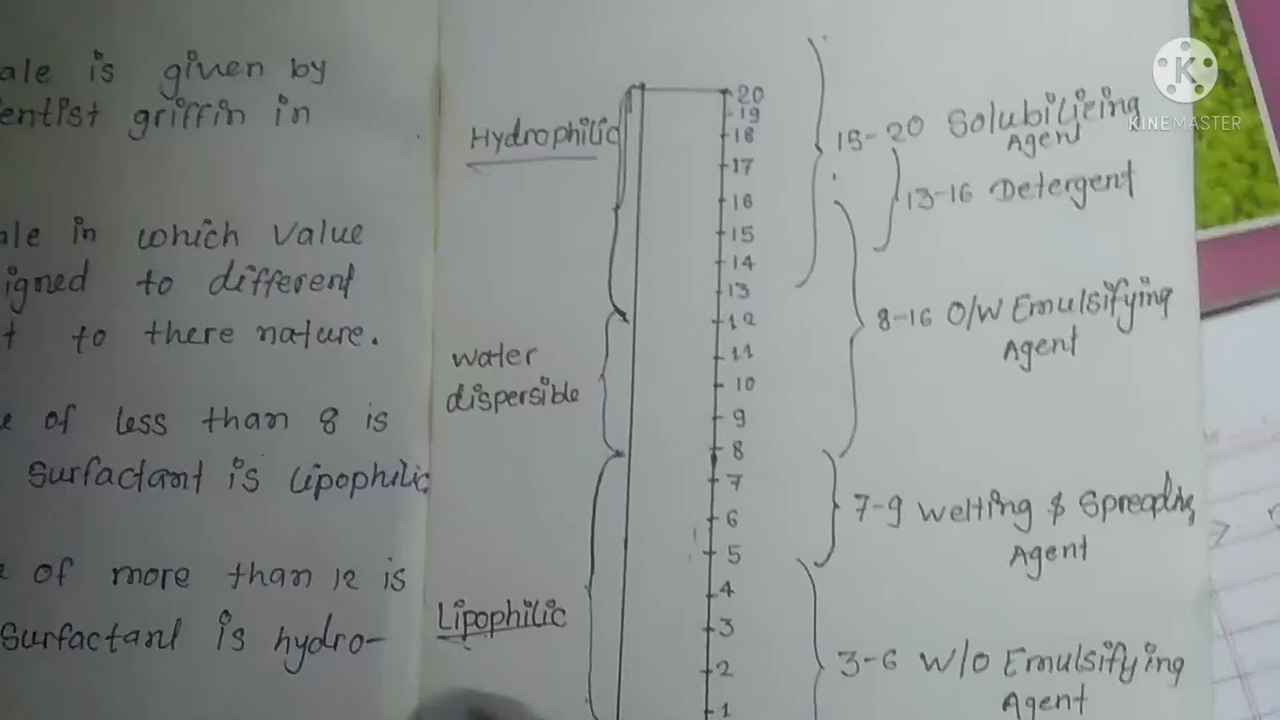 ale is given by
entist griffin in
ale in which value
igned to different
t to there nature.
e of less than 8 is
surfactant is Lipophilic
e of more than 12 is
surfactant is hydro-
Hydrophilic
water
dispersible
Lipophilic
20
19
18
17
16
15
14
13
12
11
10
9
8
7
6
5
4
3
2
1
15-20 Solubilizing
Agent
13-16 Detergent
8-16 O/W Emulsifying
Agent
7-9 Wetting & Spreading
Agent
3-6 W/O Emulsifying
Agent
K
KINEMASTER